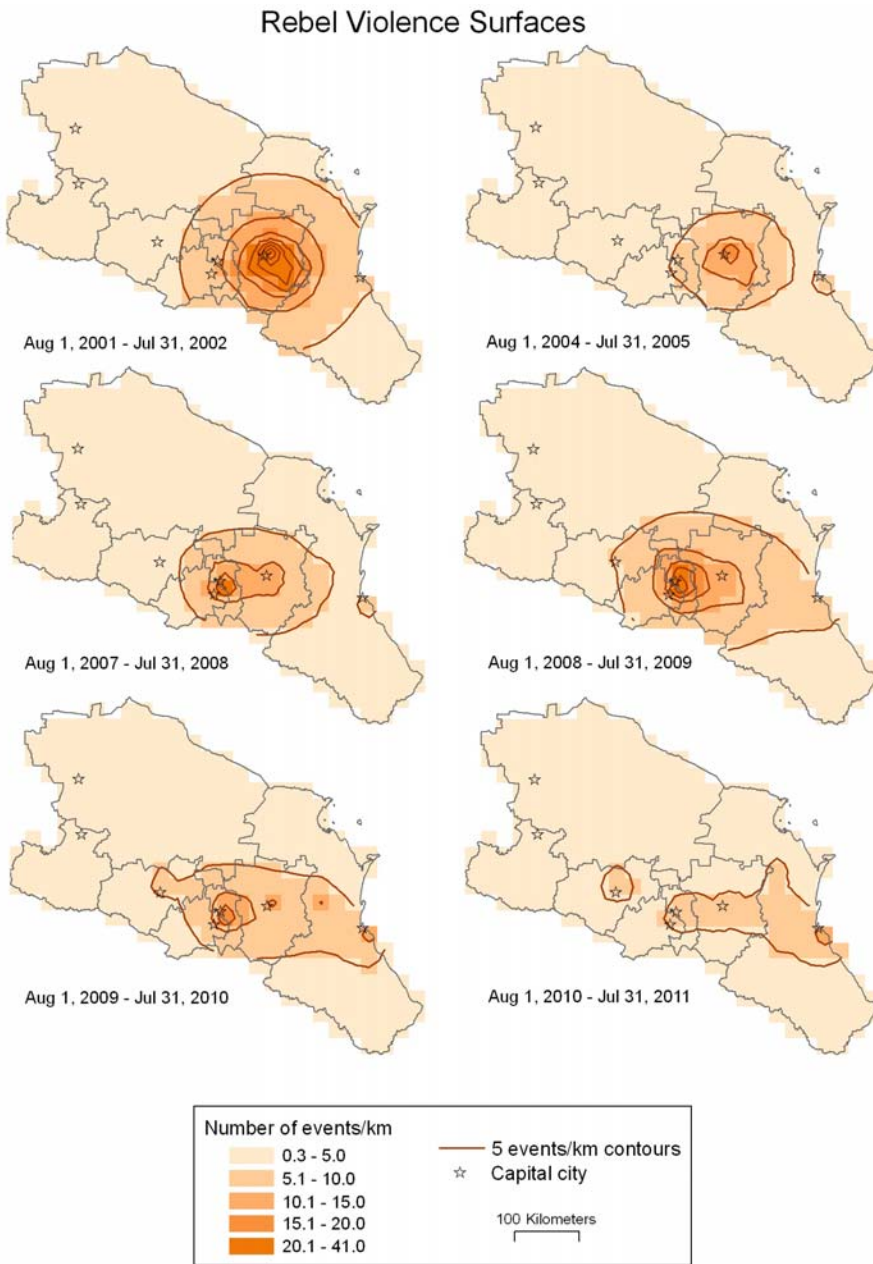 Rebel Violence Surfaces
Aug 1, 2001 - Jul 31, 2002
Aug 1, 2004 - Jul 31, 2005
Aug 1, 2007 - Jul 31, 2008
Aug 1, 2008 - Jul 31, 2009
Aug 1, 2009 - Jul 31, 2010
Aug 1, 2010 - Jul 31, 2011
Number of events/km
0.3 - 5.0
5.1 - 10.0
10.1 - 15.0
15.1 - 20.0
20.1 - 41.0
5 events/km contours
Capital city
100 Kilometers